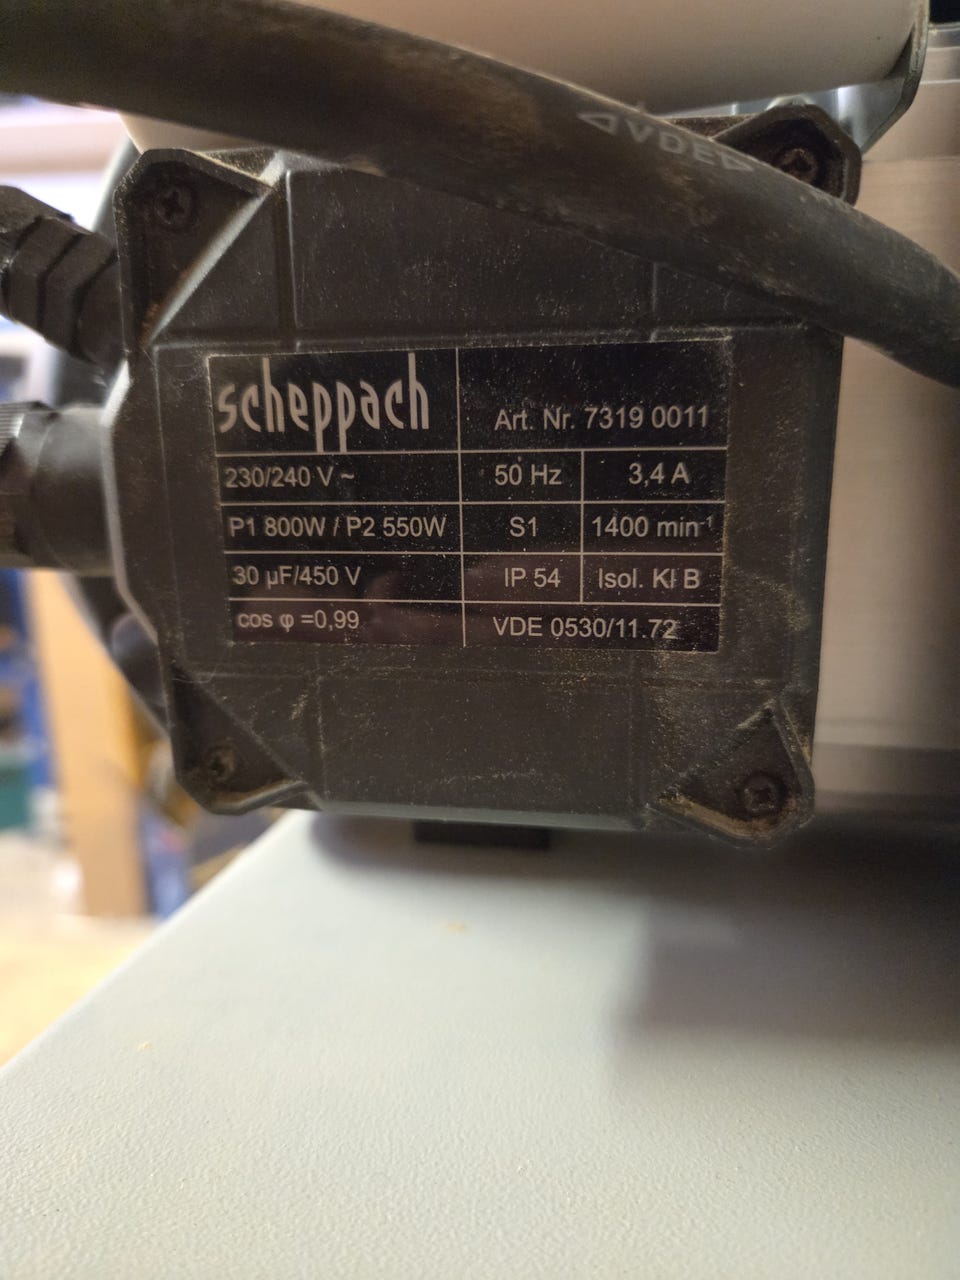 ◁VDE▷
scheppach
Art. Nr. 7319 0011
230/240 V ~ 50 Hz 3,4 A
P1 800W / P2 550W S1 1400 min⁻¹
30 µF/450 V IP 54 Isol. Kl B
cos φ =0,99 VDE 0530/11.72